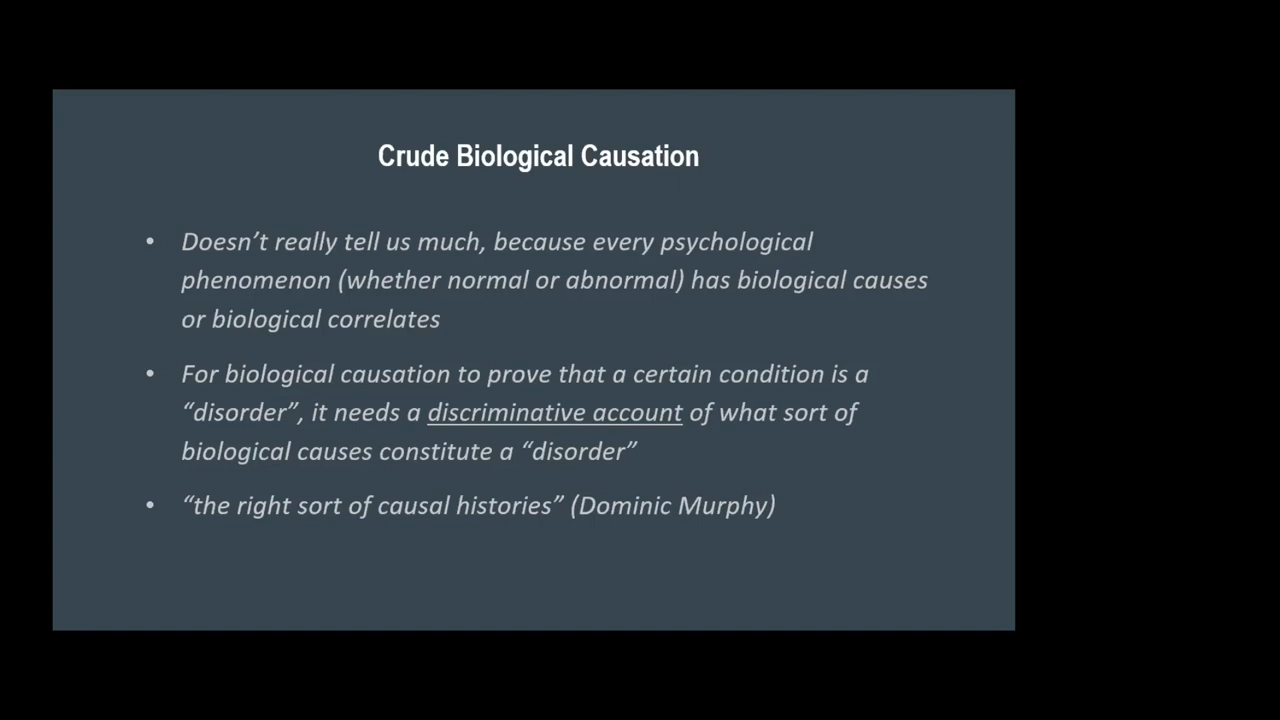 Crude Biological Causation
• Doesn’t really tell us much, because every psychological
phenomenon (whether normal or abnormal) has biological causes
or biological correlates
• For biological causation to prove that a certain condition is a
“disorder”, it needs a discriminative account of what sort of
biological causes constitute a “disorder”
• “the right sort of causal histories” (Dominic Murphy)